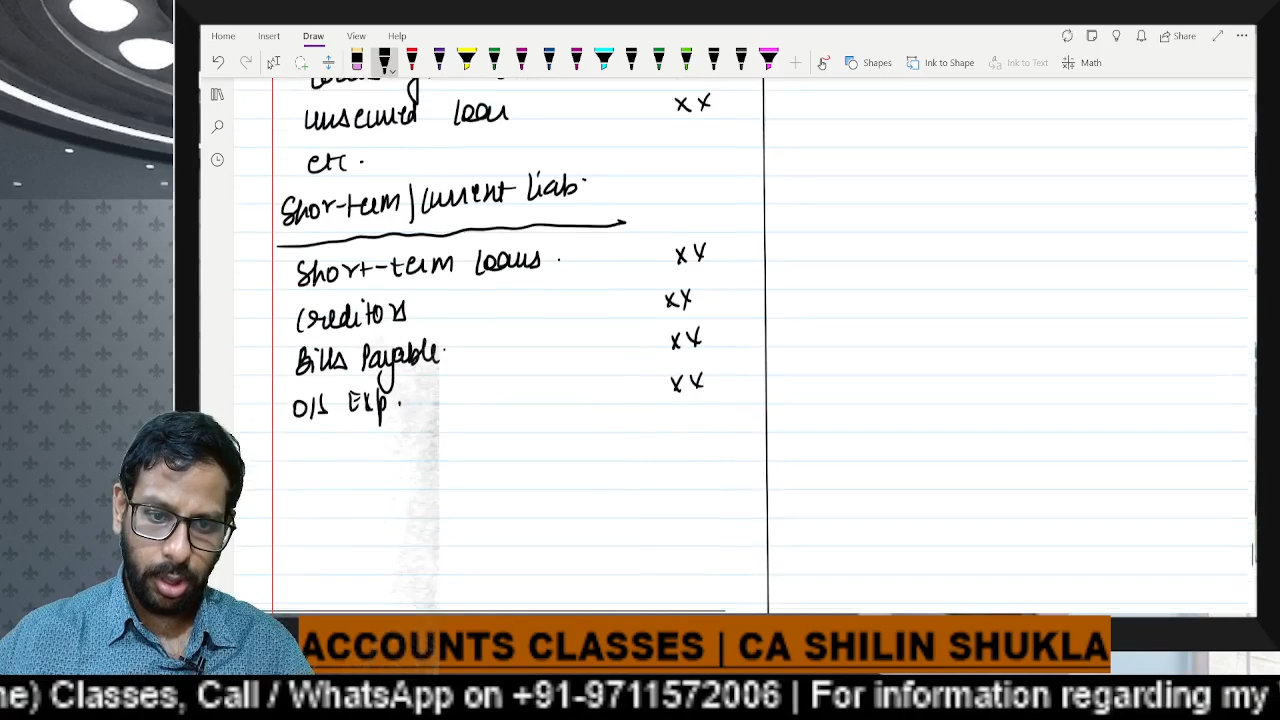 Home Insert Draw View Help
Share
Shapes Ink to Shape Ink to Text Math
unsecured loan xx
etc.
Short-term/Current Liab.
Short-term loans. xx
Creditors xx
Bills Payable. xx
O/s Exp. xx
ACCOUNTS CLASSES | CA SHILIN SHUKLA
ne) Classes, Call / WhatsApp on +91-9711572006 | For information regarding my